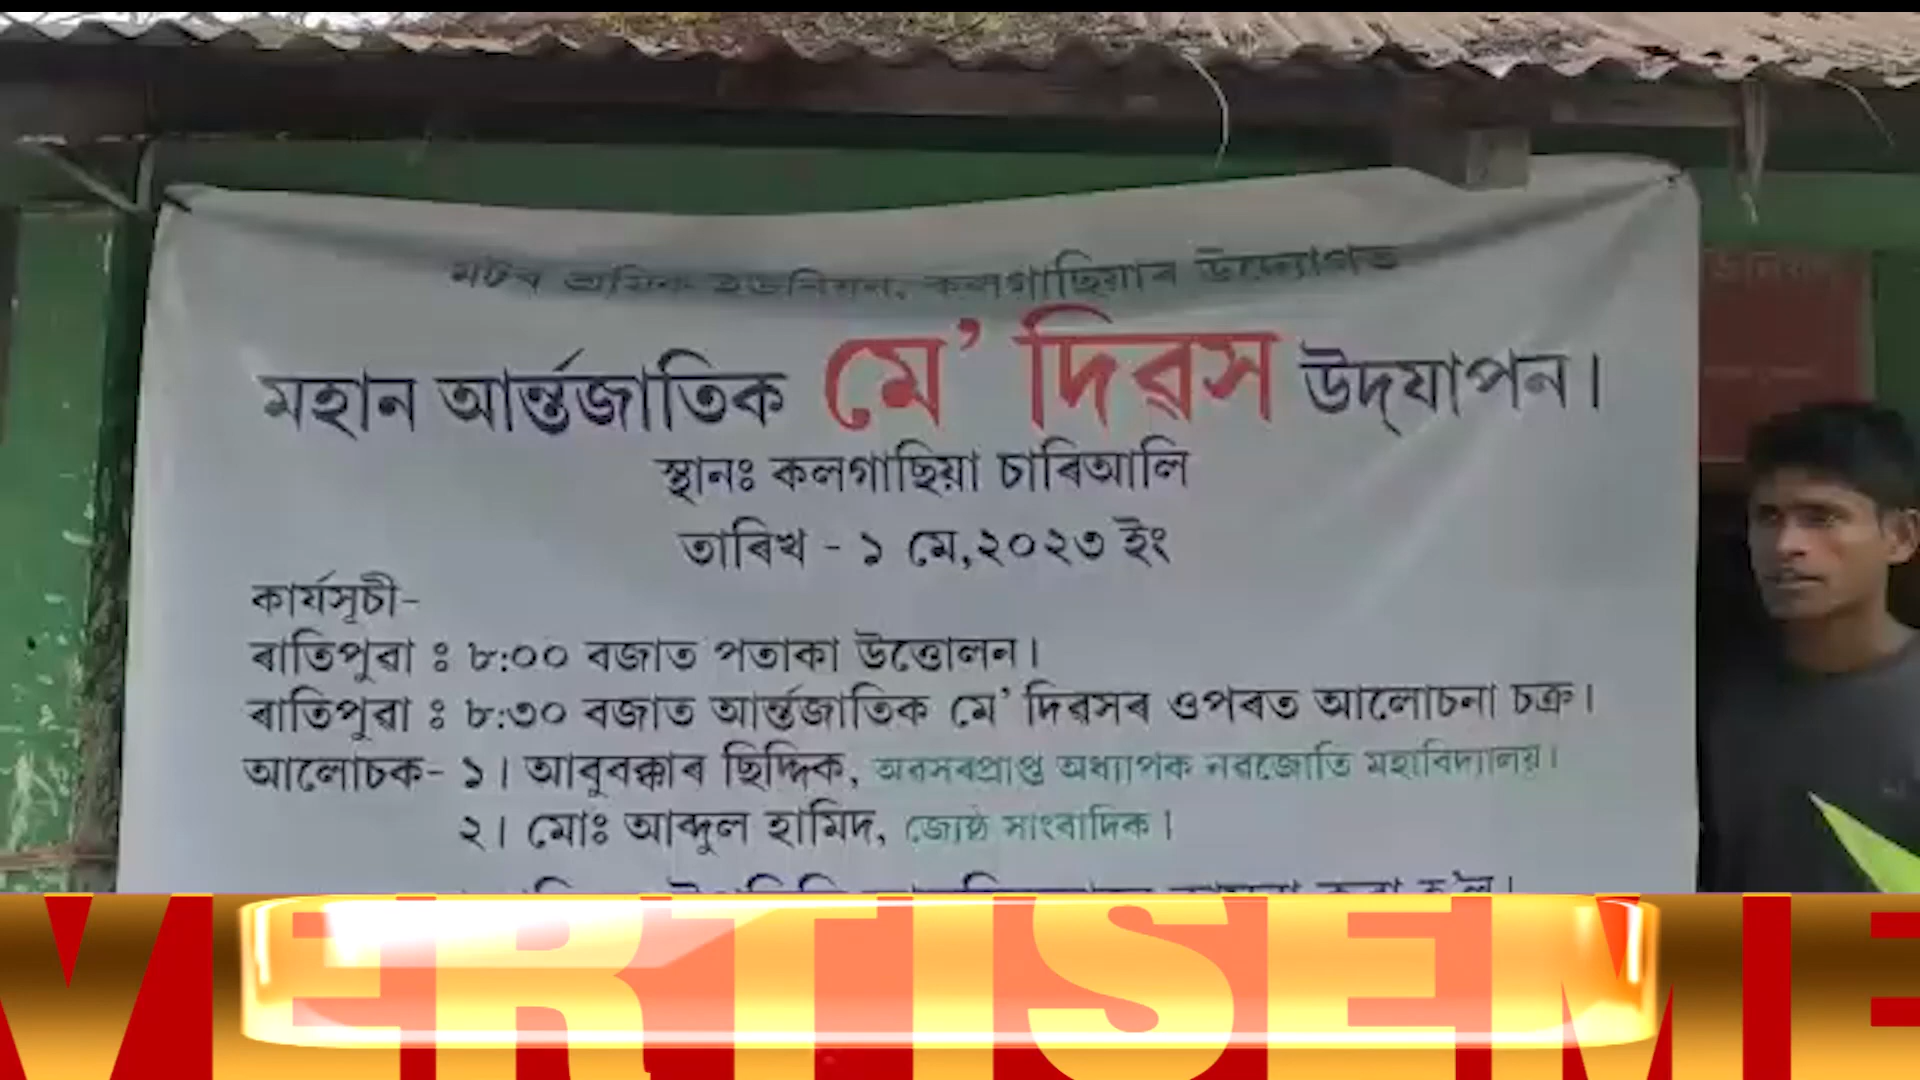 মটৰ শ্ৰমিক ইউনিয়ন, কলগাছিয়াৰ উদ্যোগত
মহান আৰ্ন্তজাতিক মে’ দিৱস উদ্‌যাপন।
স্থানঃ কলগাছিয়া চাৰিআলি
তাৰিখ - ১ মে,২০২৩ ইং
কাৰ্যসূচী-
ৰাতিপুৱা ঃ ৮:০০ বজাত পতাকা উত্তোলন।
ৰাতিপুৱা ঃ ৮:৩০ বজাত আৰ্ন্তজাতিক মে’ দিৱসৰ ওপৰত আলোচনা চক্ৰ।
আলোচক- ১। আবুবক্কাৰ ছিদ্দিক, অৱসৰপ্ৰাপ্ত অধ্যাপক নৱজ্যোতি মহাবিদ্যালয়।
২। মোঃ আব্দুল হামিদ, জ্যেষ্ঠ সাংবাদিক।
VERTISEME